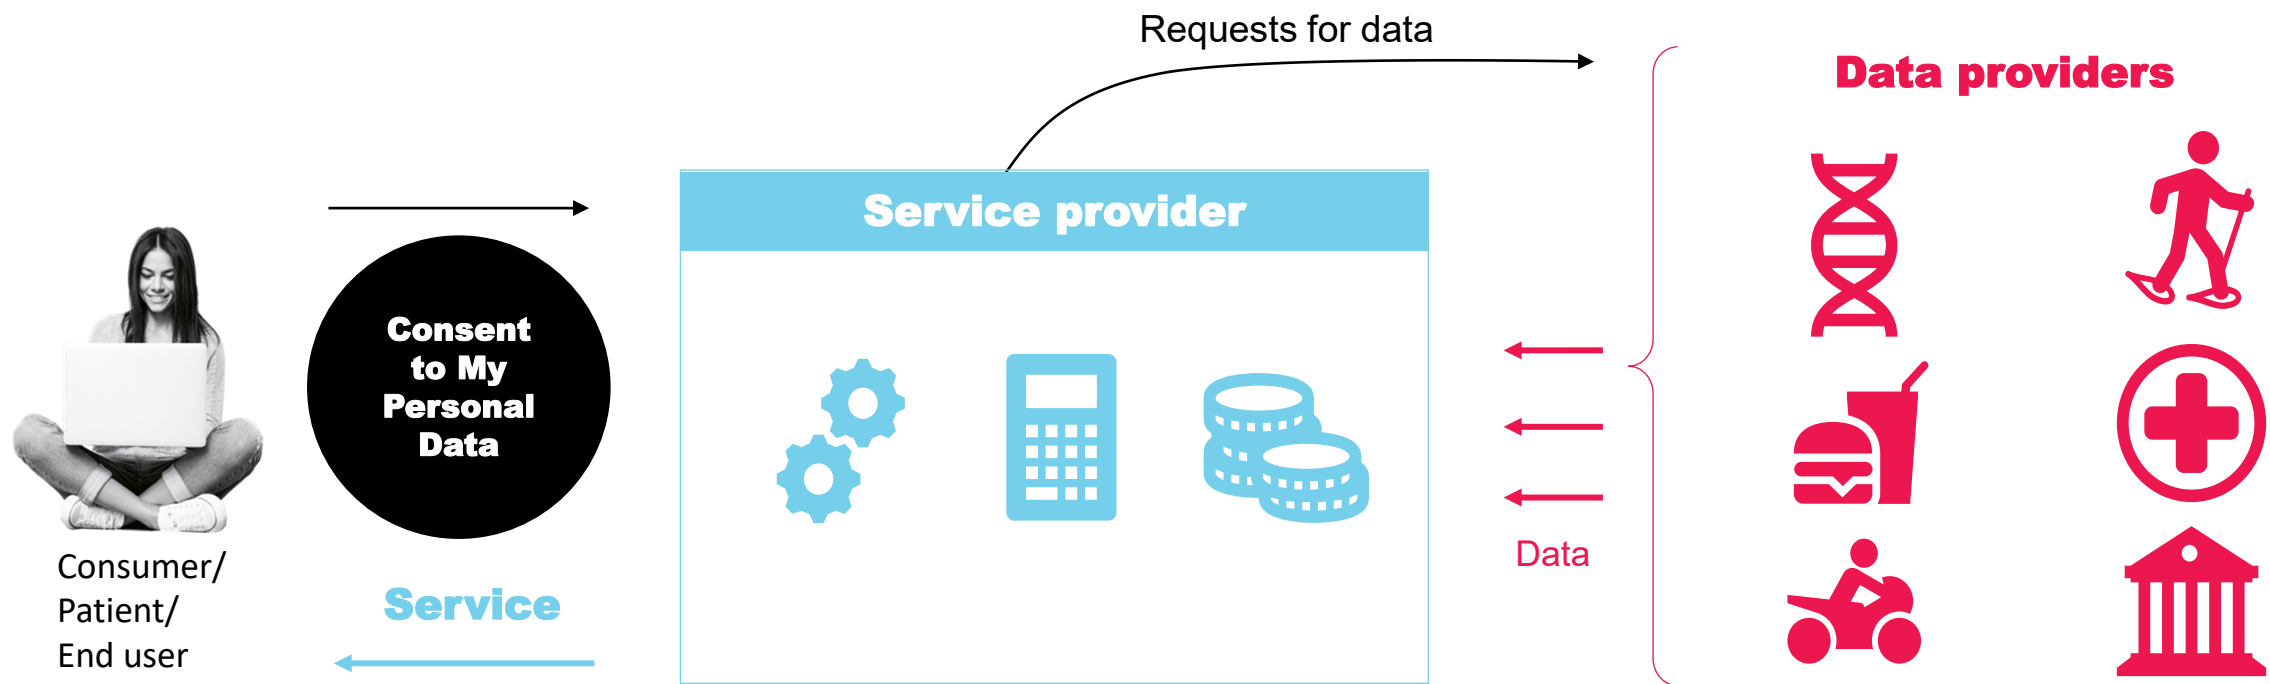 Requests for data
Data providers
Service provider
Consent
to My
Personal
Data
Data
Consumer/
Patient/
End user
Service